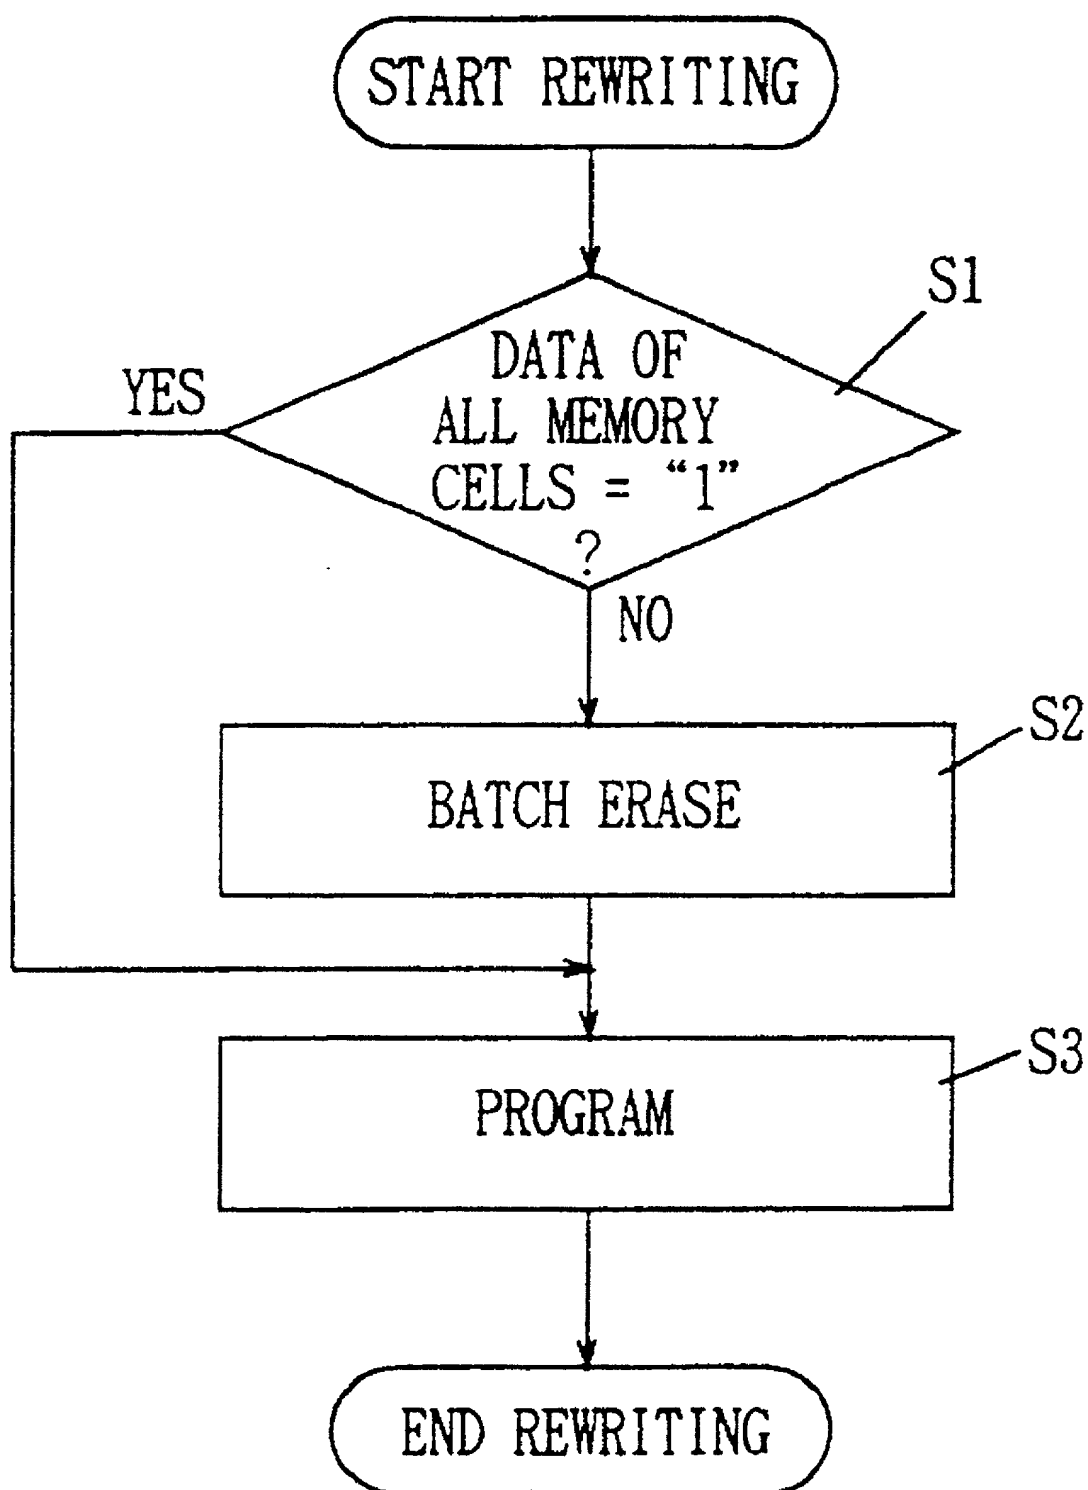 START REWRITING
S1
DATA OF
YES
ALL MEMORY
CELLS = “1”
?
NO
S2
BATCH ERASE
S3
PROGRAM
END REWRITING